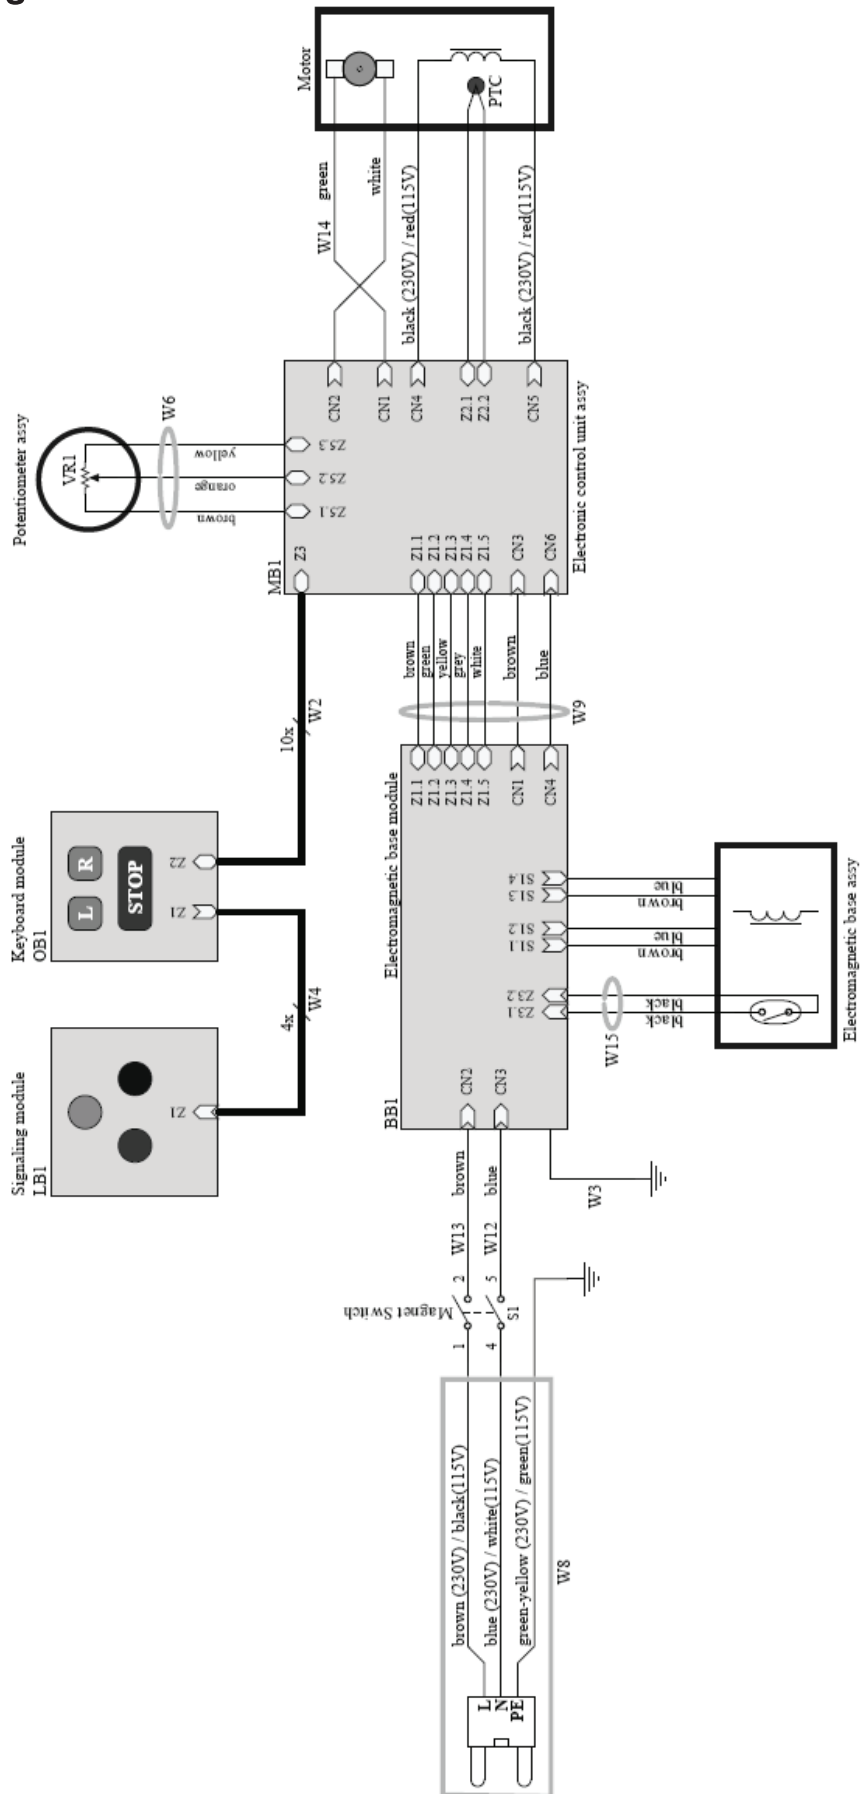 g
Motor
PTC
green
white
W14
black (230V) / red(115V)
black (230V) / red(115V)
CN2
CN1
CN4
Z2.1
Z2.2
CN5
Electronic control unit assy
Potentiometer assy
VR1
W6
yellow
orange
brown
Z5.3
Z5.2
Z5.1
MB1
Z3
Z1.1
Z1.2
Z1.3
Z1.4
Z1.5
CN3
CN6
brown
green
yellow
grey
white
brown
blue
W9
10x
W2
Keyboard module
OB1
L
R
STOP
Z2
Z1
4x
W4
Signaling module
LB1
Z1
Electromagnetic base module
BB1
Z1.1
Z1.2
Z1.3
Z1.4
Z1.5
CN1
CN4
S1.4
S1.3
S1.2
S1.1
Z3.2
Z3.1
blue
brown
blue
brown
black
black
W15
Electromagnetic base assy
CN2
CN3
brown
blue
W13
W12
W3
2
5
Magnet Switch
S1
1
4
brown (230V) / black(115V)
blue (230V) / white(115V)
green-yellow (230V) / green(115V)
W8
L
N
PE